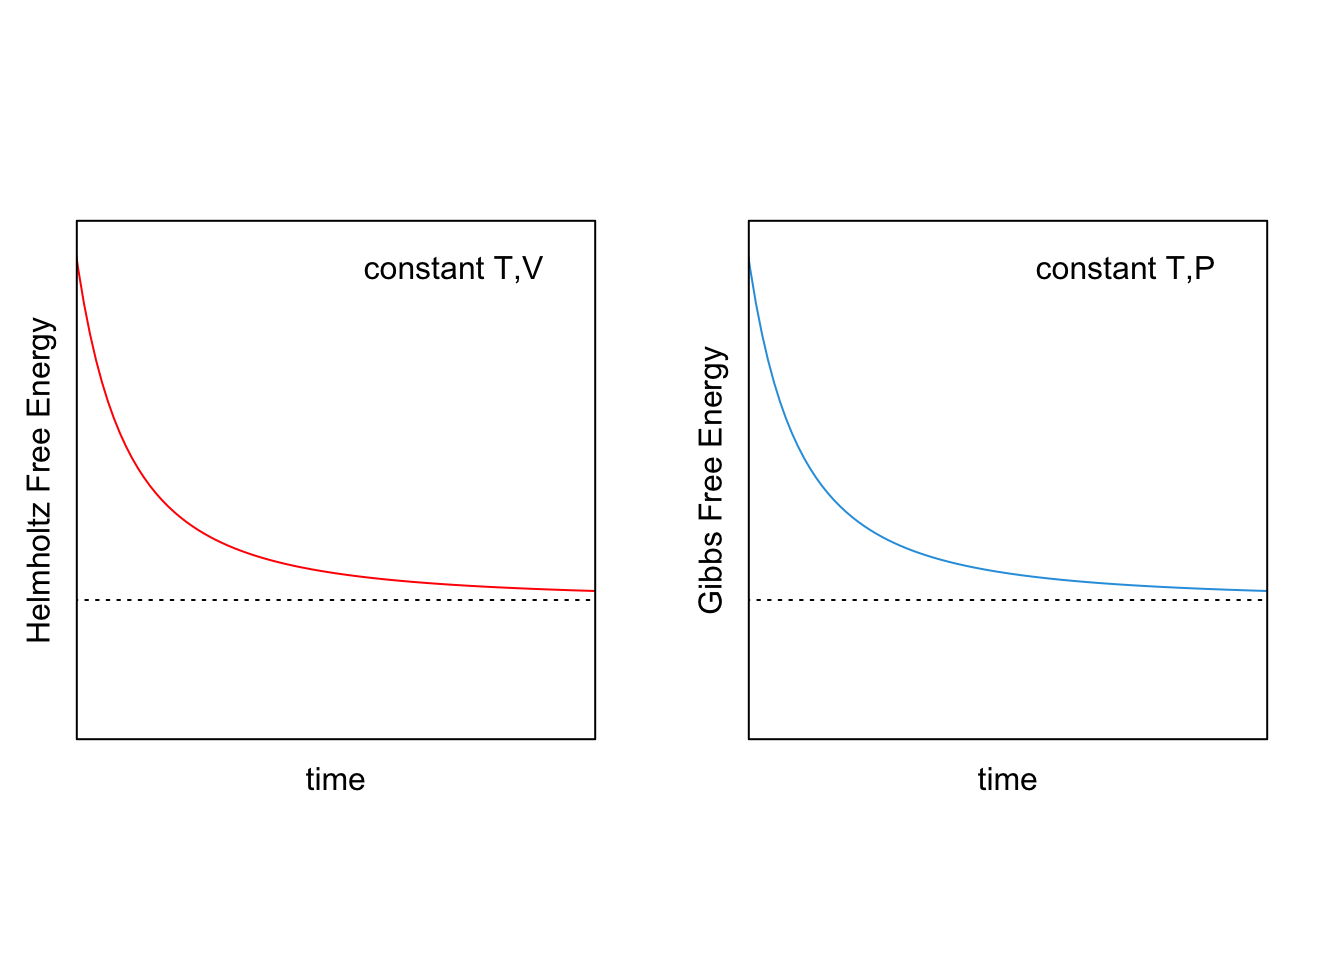 Helmholtz Free Energy
constant T,V
time
Gibbs Free Energy
constant T,P
time